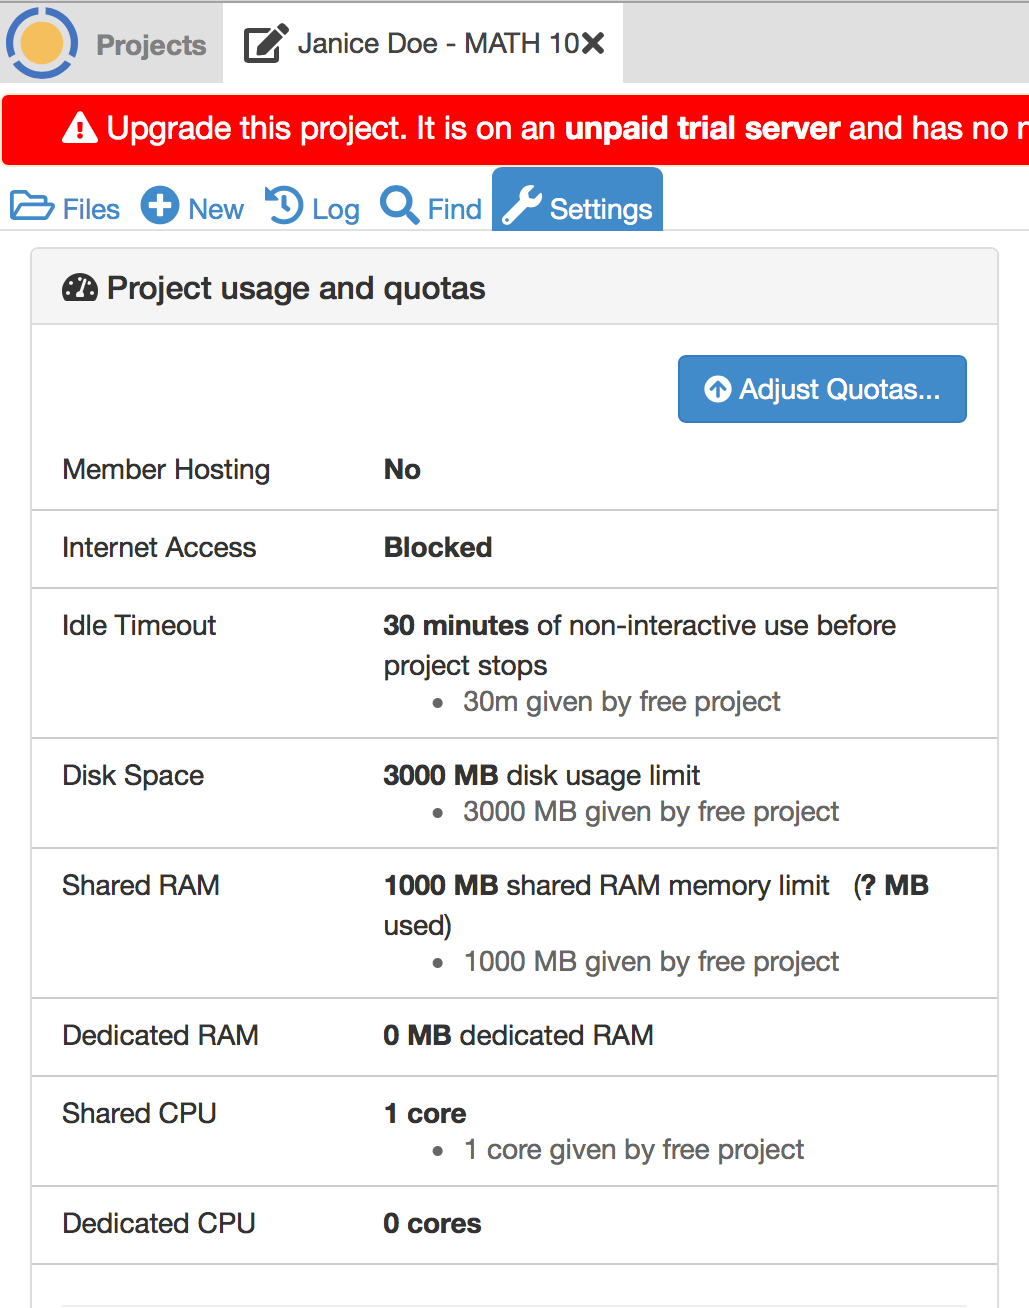 Projects
Janice Doe - MATH 10
Upgrade this project. It is on an unpaid trial server and has no
Files
New
Log
Find
Settings
Project usage and quotas
Adjust Quotas...
Member Hosting No
Internet Access Blocked
Idle Timeout 30 minutes of non-interactive use before
project stops
• 30m given by free project
Disk Space 3000 MB disk usage limit
• 3000 MB given by free project
Shared RAM 1000 MB shared RAM memory limit (? MB
used)
• 1000 MB given by free project
Dedicated RAM 0 MB dedicated RAM
Shared CPU 1 core
• 1 core given by free project
Dedicated CPU 0 cores